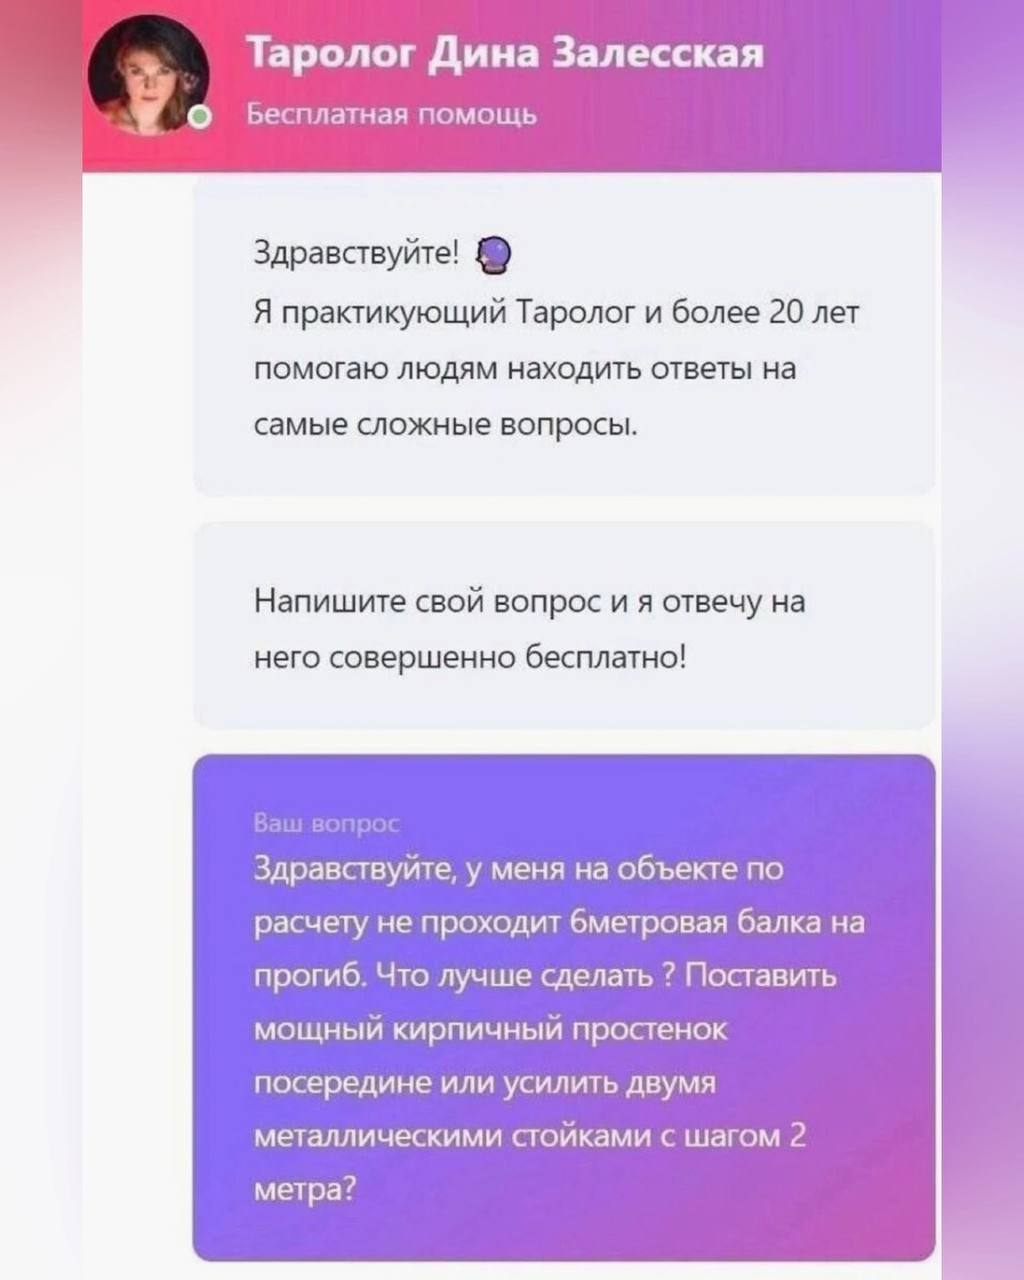 Таролог Дина Залесская
Бесплатная помощь
Здравствуйте!
Я практикующий Таролог и более 20 лет
помогаю людям находить ответы на
самые сложные вопросы.
Напишите свой вопрос и я отвечу на
него совершенно бесплатно!
Ваш вопрос
Здравствуйте, у меня на объекте по
расчету не проходит 6метровая балка на
прогиб. Что лучше сделать ? Поставить
мощный кирпичный простенок
посередине или усилить двумя
металлическими стойками с шагом 2
метра?